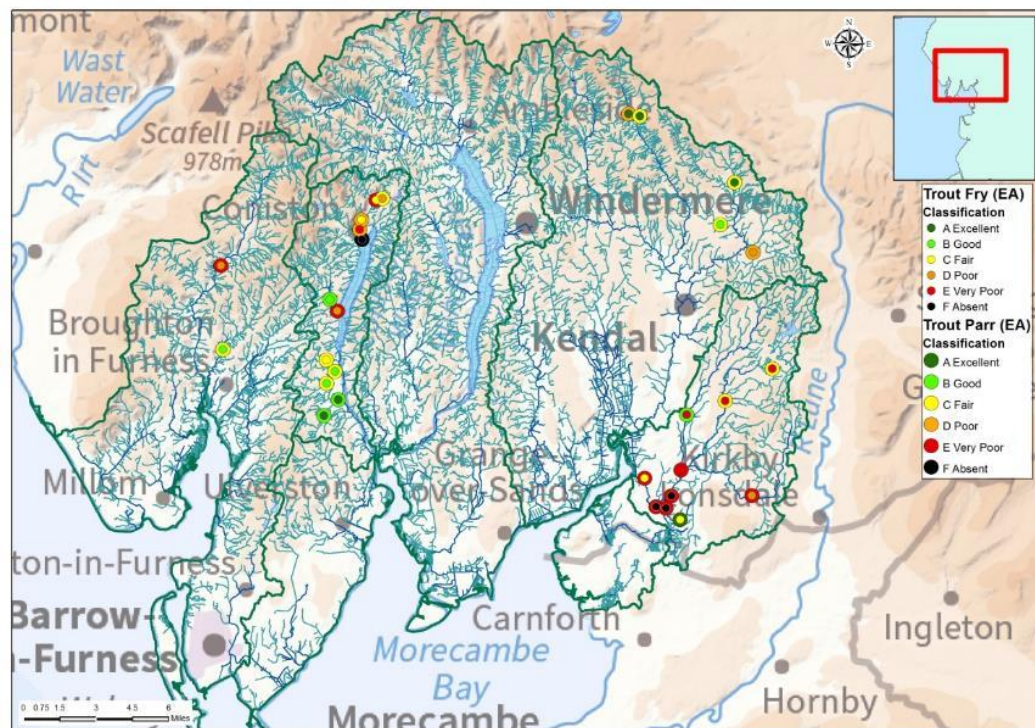 mont
Wast
Water
Scafell Pike
978m
R Irt
Ambleside
N
W
E
S
Windermere
Coniston
Broughton
in Furness
Kendal
R Lune
Millom
Ulverston
Grange-
over-Sands
Kirkby
Lonsdale
ton-in-Furness
Carnforth
Barrow-
n-Furness
Morecambe
Bay
Ingleton
Hornby
Morecambe
0 0.75 1.5 3 4.5 6
Miles
Trout Fry (EA)
Classification
A Excellent
B Good
C Fair
D Poor
E Very Poor
F Absent
Trout Parr (EA)
Classification
A Excellent
B Good
C Fair
D Poor
E Very Poor
F Absent